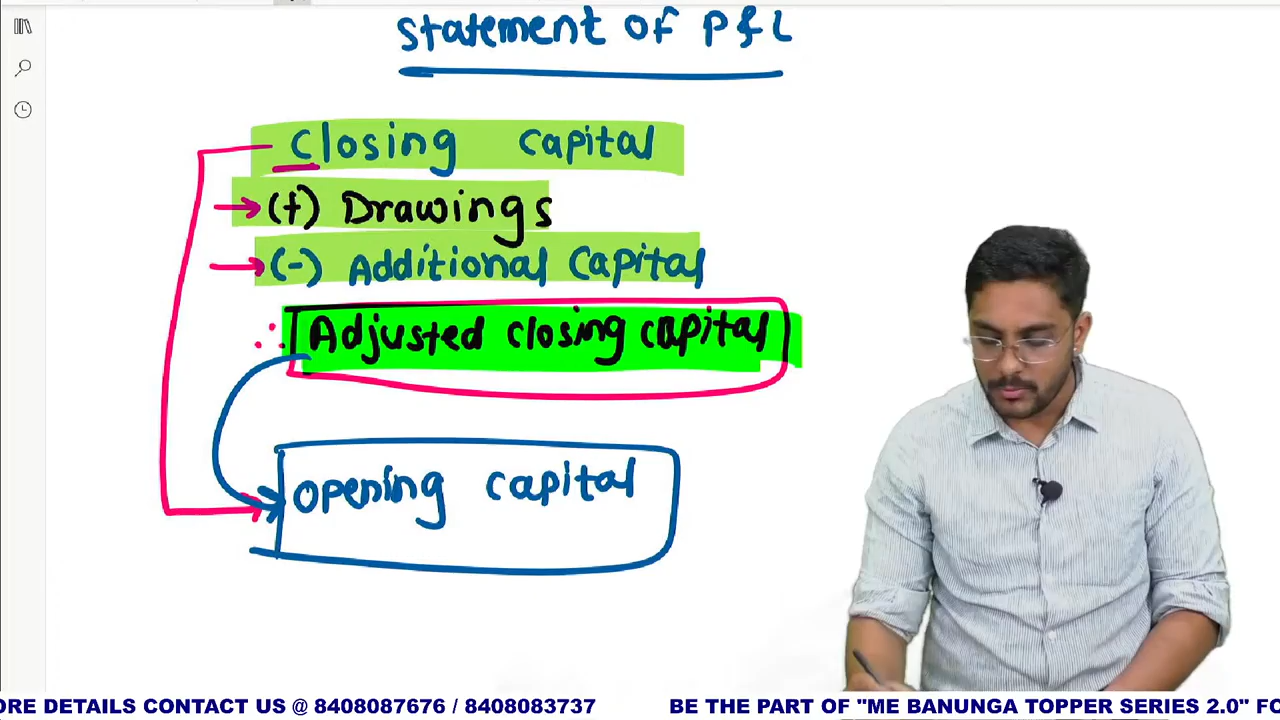 statement of P&L
closing capital
→ (+) Drawings
→ (-) Additional capital
∴ Adjusted closing capital
opening capital
ORE DETAILS CONTACT US @ 8408087676 / 8408083737 BE THE PART OF "ME BANUNGA TOPPER SERIES 2.0" FO